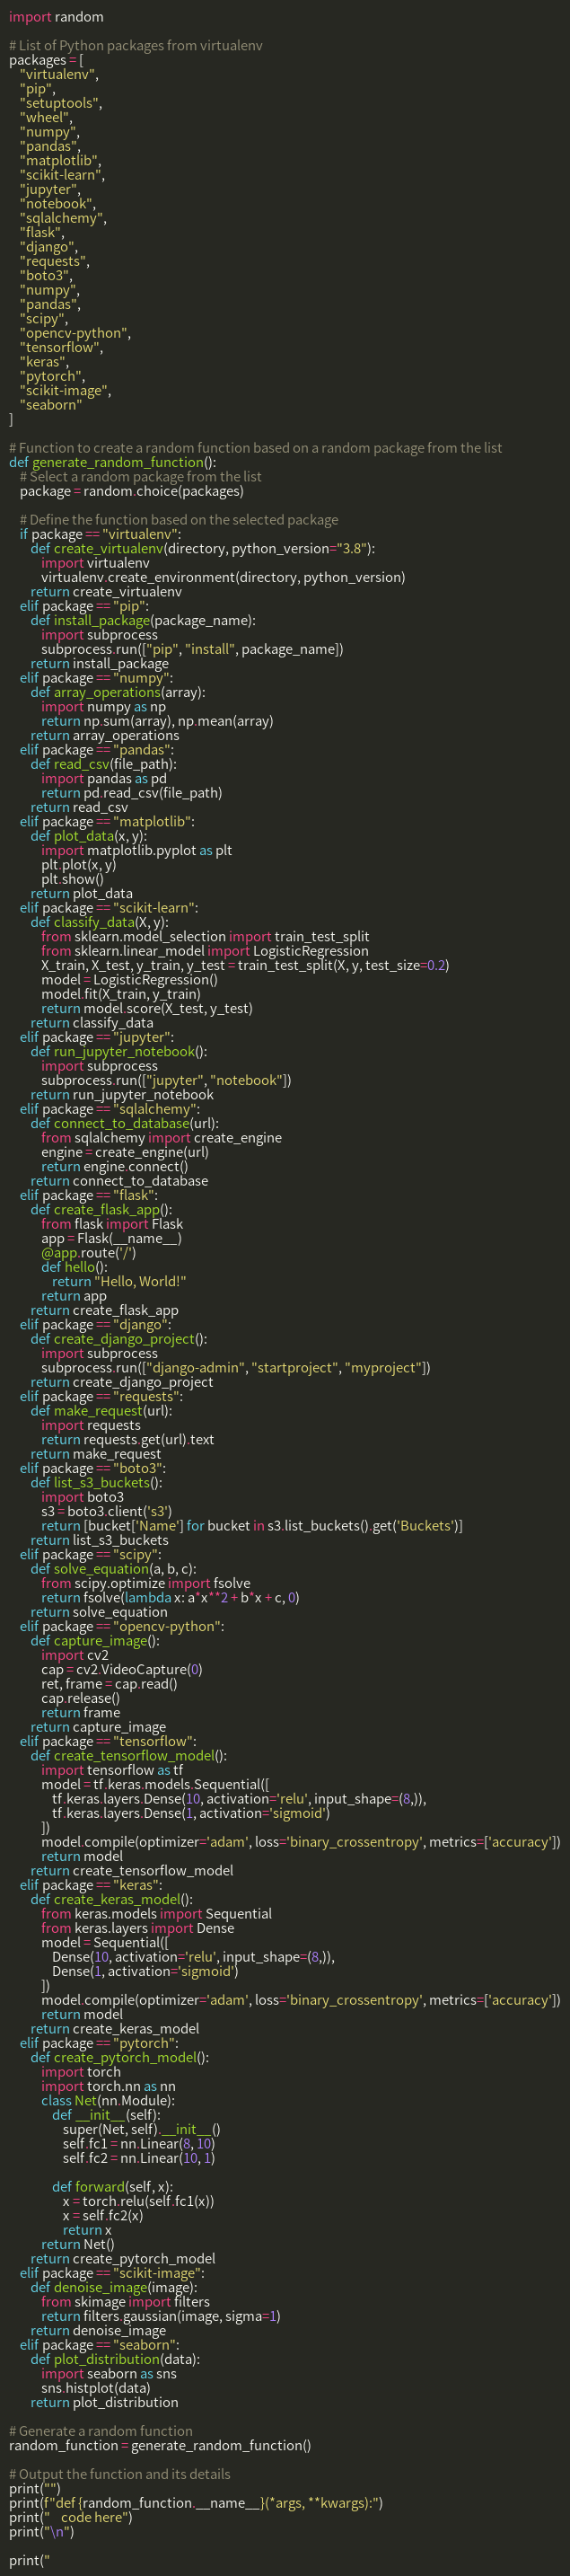 import random

# List of Python packages from virtualenv
packages = [
    "virtualenv",
    "pip",
    "setuptools",
    "wheel",
    "numpy",
    "pandas",
    "matplotlib",
    "scikit-learn",
    "jupyter",
    "notebook",
    "sqlalchemy",
    "flask",
    "django",
    "requests",
    "boto3",
    "numpy",
    "pandas",
    "scipy",
    "opencv-python",
    "tensorflow",
    "keras",
    "pytorch",
    "scikit-image",
    "seaborn"
]

# Function to create a random function based on a random package from the list
def generate_random_function():
    # Select a random package from the list
    package = random.choice(packages)

    # Define the function based on the selected package
    if package == "virtualenv":
        def create_virtualenv(directory, python_version="3.8"):
            import virtualenv
            virtualenv.create_environment(directory, python_version)
        return create_virtualenv
    elif package == "pip":
        def install_package(package_name):
            import subprocess
            subprocess.run(["pip", "install", package_name])
        return install_package
    elif package == "numpy":
        def array_operations(array):
            import numpy as np
            return np.sum(array), np.mean(array)
        return array_operations
    elif package == "pandas":
        def read_csv(file_path):
            import pandas as pd
            return pd.read_csv(file_path)
        return read_csv
    elif package == "matplotlib":
        def plot_data(x, y):
            import matplotlib.pyplot as plt
            plt.plot(x, y)
            plt.show()
        return plot_data
    elif package == "scikit-learn":
        def classify_data(X, y):
            from sklearn.model_selection import train_test_split
            from sklearn.linear_model import LogisticRegression
            X_train, X_test, y_train, y_test = train_test_split(X, y, test_size=0.2)
            model = LogisticRegression()
            model.fit(X_train, y_train)
            return model.score(X_test, y_test)
        return classify_data
    elif package == "jupyter":
        def run_jupyter_notebook():
            import subprocess
            subprocess.run(["jupyter", "notebook"])
        return run_jupyter_notebook
    elif package == "sqlalchemy":
        def connect_to_database(url):
            from sqlalchemy import create_engine
            engine = create_engine(url)
            return engine.connect()
        return connect_to_database
    elif package == "flask":
        def create_flask_app():
            from flask import Flask
            app = Flask(__name__)
            @app.route('/')
            def hello():
                return "Hello, World!"
            return app
        return create_flask_app
    elif package == "django":
        def create_django_project():
            import subprocess
            subprocess.run(["django-admin", "startproject", "myproject"])
        return create_django_project
    elif package == "requests":
        def make_request(url):
            import requests
            return requests.get(url).text
        return make_request
    elif package == "boto3":
        def list_s3_buckets():
            import boto3
            s3 = boto3.client('s3')
            return [bucket['Name'] for bucket in s3.list_buckets().get('Buckets')]
        return list_s3_buckets
    elif package == "scipy":
        def solve_equation(a, b, c):
            from scipy.optimize import fsolve
            return fsolve(lambda x: a*x**2 + b*x + c, 0)
        return solve_equation
    elif package == "opencv-python":
        def capture_image():
            import cv2
            cap = cv2.VideoCapture(0)
            ret, frame = cap.read()
            cap.release()
            return frame
        return capture_image
    elif package == "tensorflow":
        def create_tensorflow_model():
            import tensorflow as tf
            model = tf.keras.models.Sequential([
                tf.keras.layers.Dense(10, activation='relu', input_shape=(8,)),
                tf.keras.layers.Dense(1, activation='sigmoid')
            ])
            model.compile(optimizer='adam', loss='binary_crossentropy', metrics=['accuracy'])
            return model
        return create_tensorflow_model
    elif package == "keras":
        def create_keras_model():
            from keras.models import Sequential
            from keras.layers import Dense
            model = Sequential([
                Dense(10, activation='relu', input_shape=(8,)),
                Dense(1, activation='sigmoid')
            ])
            model.compile(optimizer='adam', loss='binary_crossentropy', metrics=['accuracy'])
            return model
        return create_keras_model
    elif package == "pytorch":
        def create_pytorch_model():
            import torch
            import torch.nn as nn
            class Net(nn.Module):
                def __init__(self):
                    super(Net, self).__init__()
                    self.fc1 = nn.Linear(8, 10)
                    self.fc2 = nn.Linear(10, 1)

                def forward(self, x):
                    x = torch.relu(self.fc1(x))
                    x = self.fc2(x)
                    return x
            return Net()
        return create_pytorch_model
    elif package == "scikit-image":
        def denoise_image(image):
            from skimage import filters
            return filters.gaussian(image, sigma=1)
        return denoise_image
    elif package == "seaborn":
        def plot_distribution(data):
            import seaborn as sns
            sns.histplot(data)
        return plot_distribution

# Generate a random function
random_function = generate_random_function()

# Output the function and its details
print("")
print(f"def {random_function.__name__}(*args, **kwargs):")
print("    code here")
print("\n")

print("